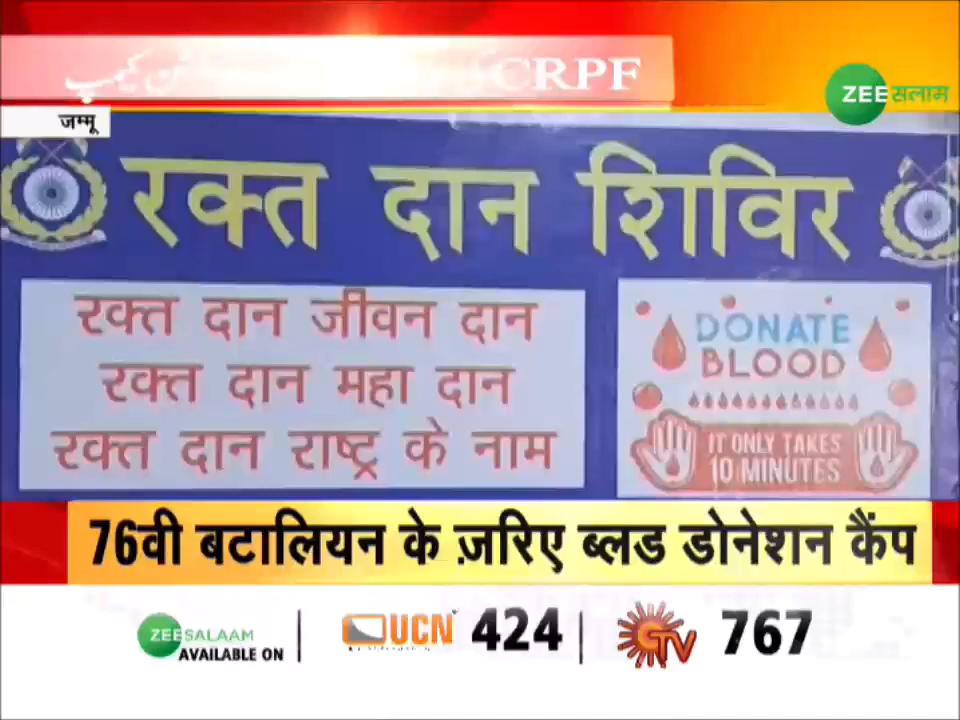 CRPF
ZEE सलाम
जम्मू
रक्त दान शिविर
रक्त दान जीवन दान
रक्त दान महा दान
रक्त दान राष्ट्र के नाम
DONATE
BLOOD
IT ONLY TAKES
10 MINUTES
76वी बटालियन के ज़रिए ब्लड डोनेशन कैंप
ZEE SALAAM
AVAILABLE ON
UCN 424
TV 767